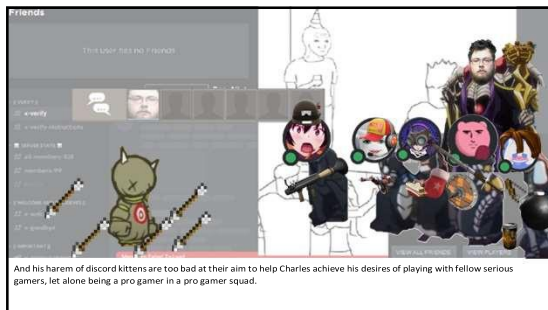 Friends
This user has no Friends
[ VERIFY ]
# verify
# verify-instructions
And his harem of discord kittens are too bad at their aim to help Charles achieve his desires of playing with fellow serious
gamers, let alone being a pro gamer in a pro gamer squad.
VIEW ALL FRIENDS
VIEW PLAYERS